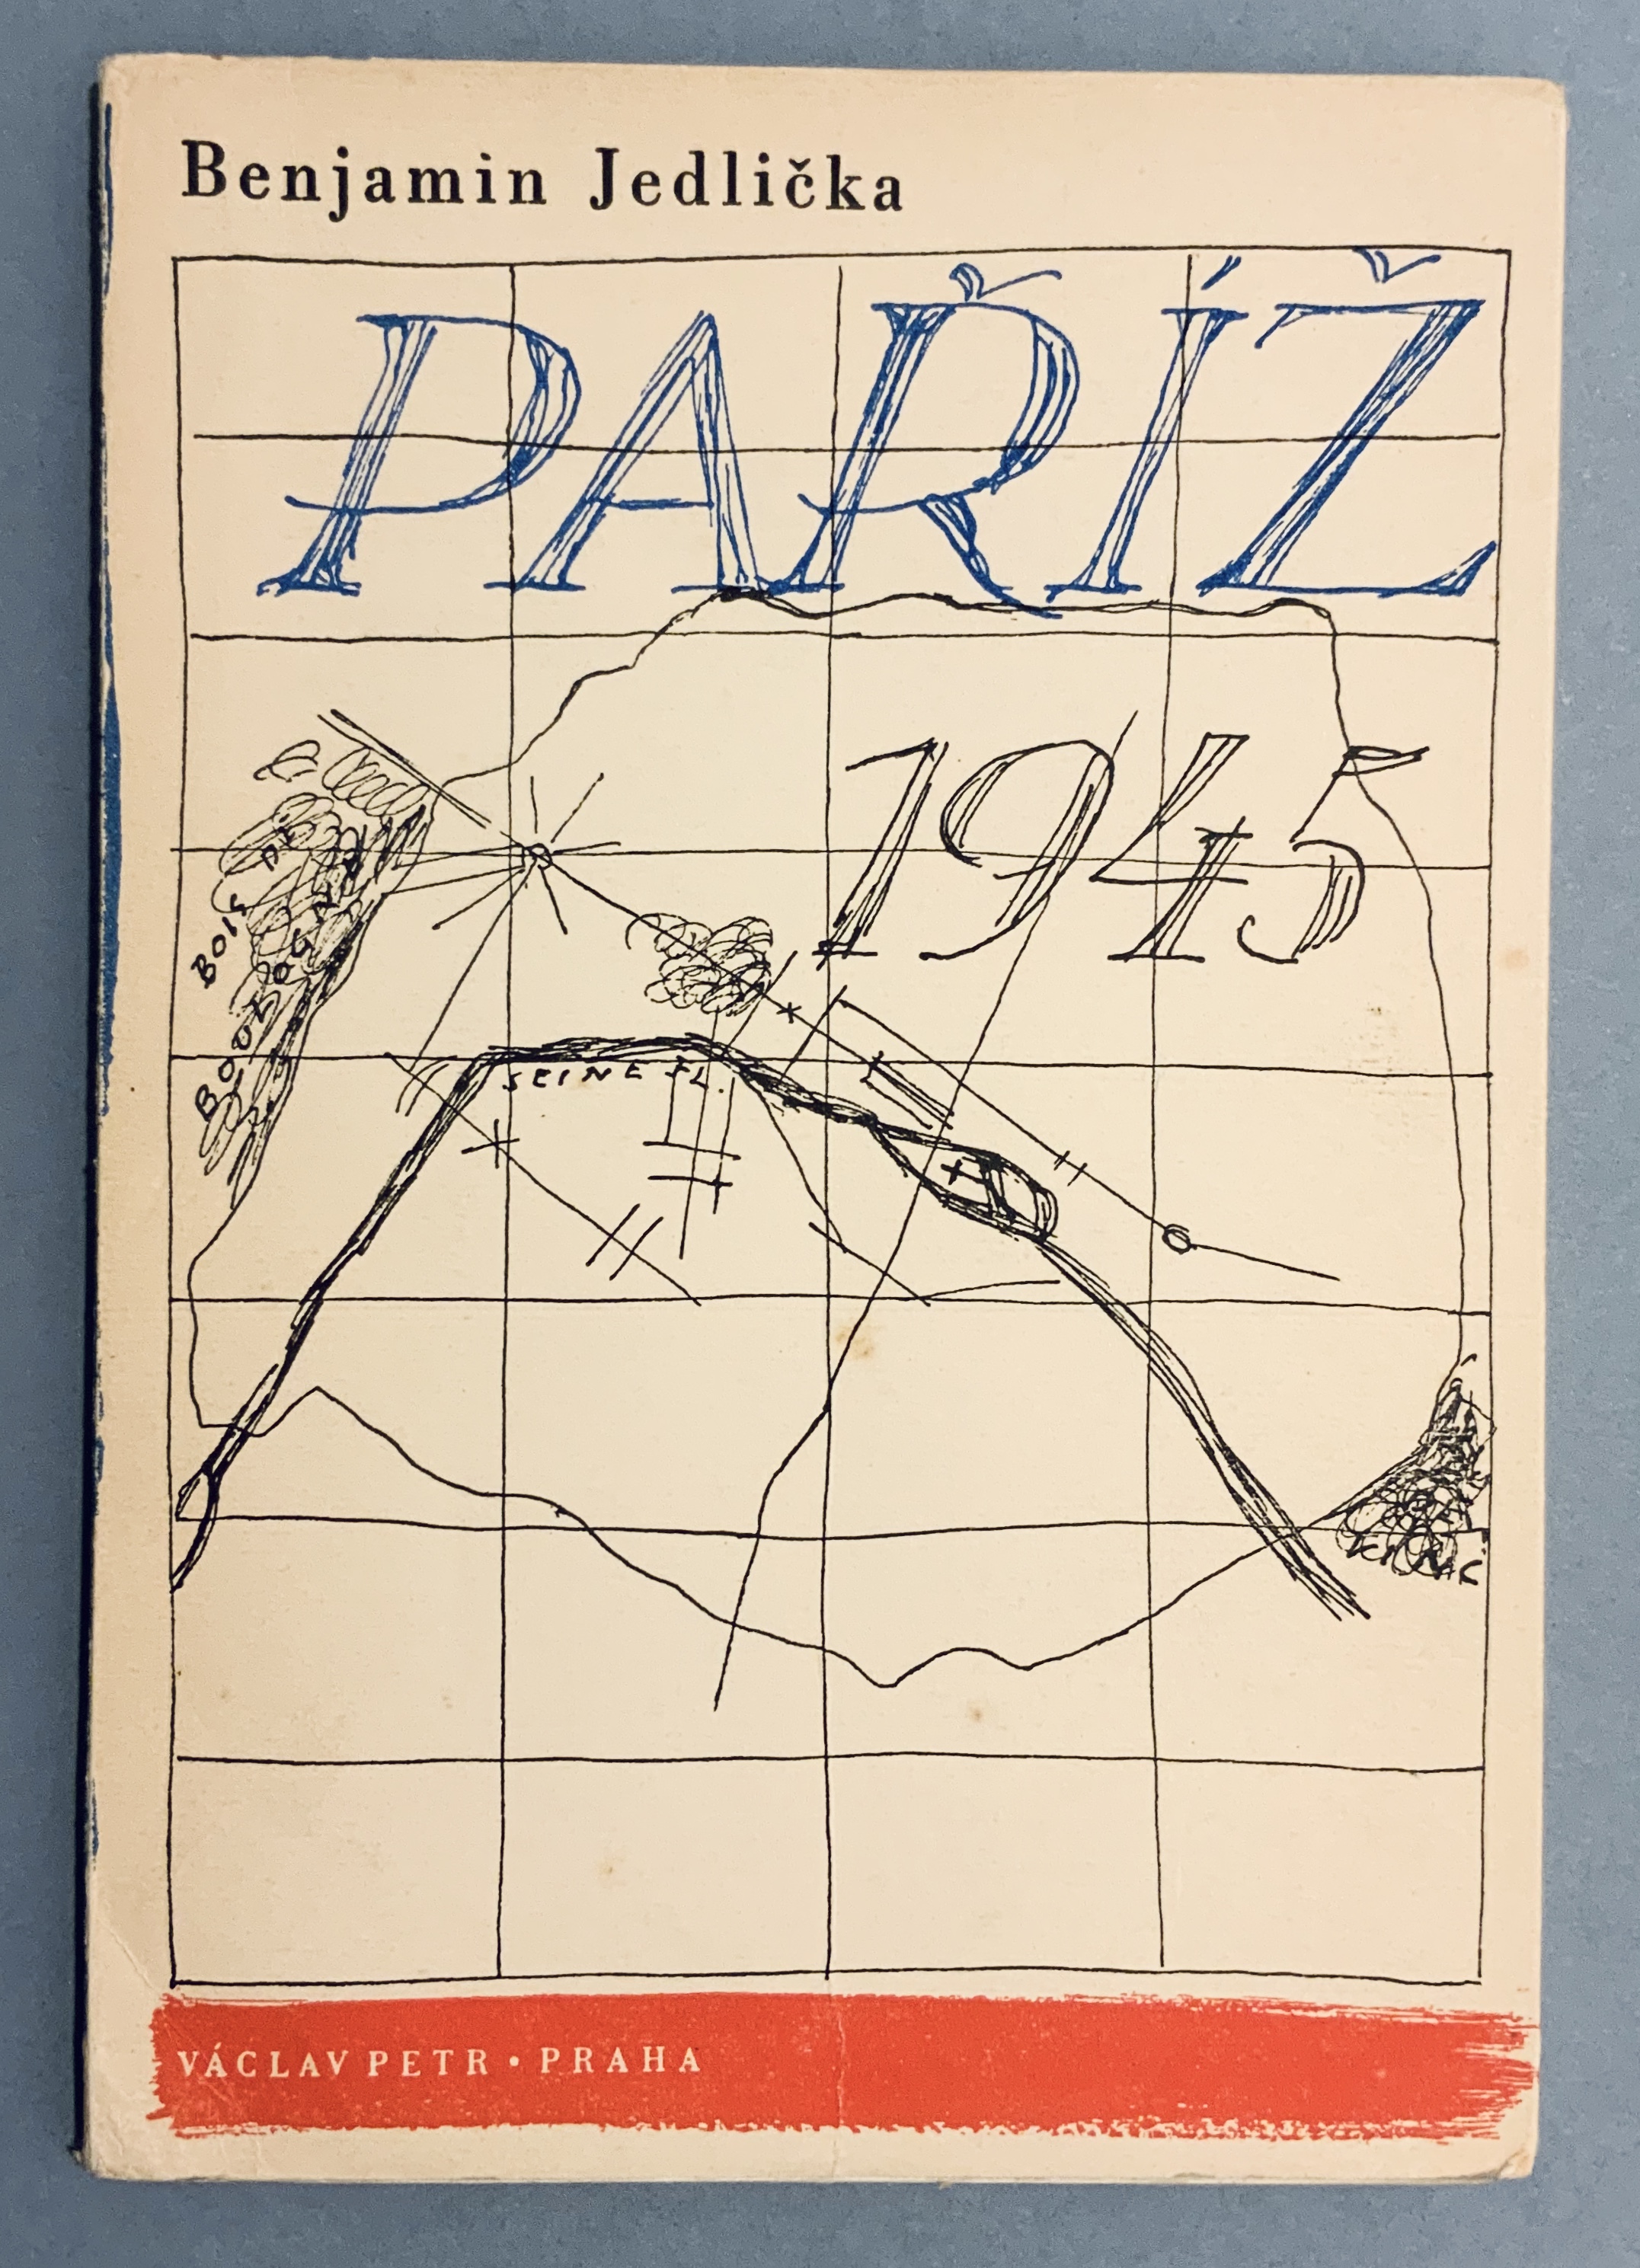 Benjamin Jedlička
PAŘÍŽ
1945
BOIS DE
BOULOGNE
SEINE FL.
VÁCLAV PETR • PRAHA